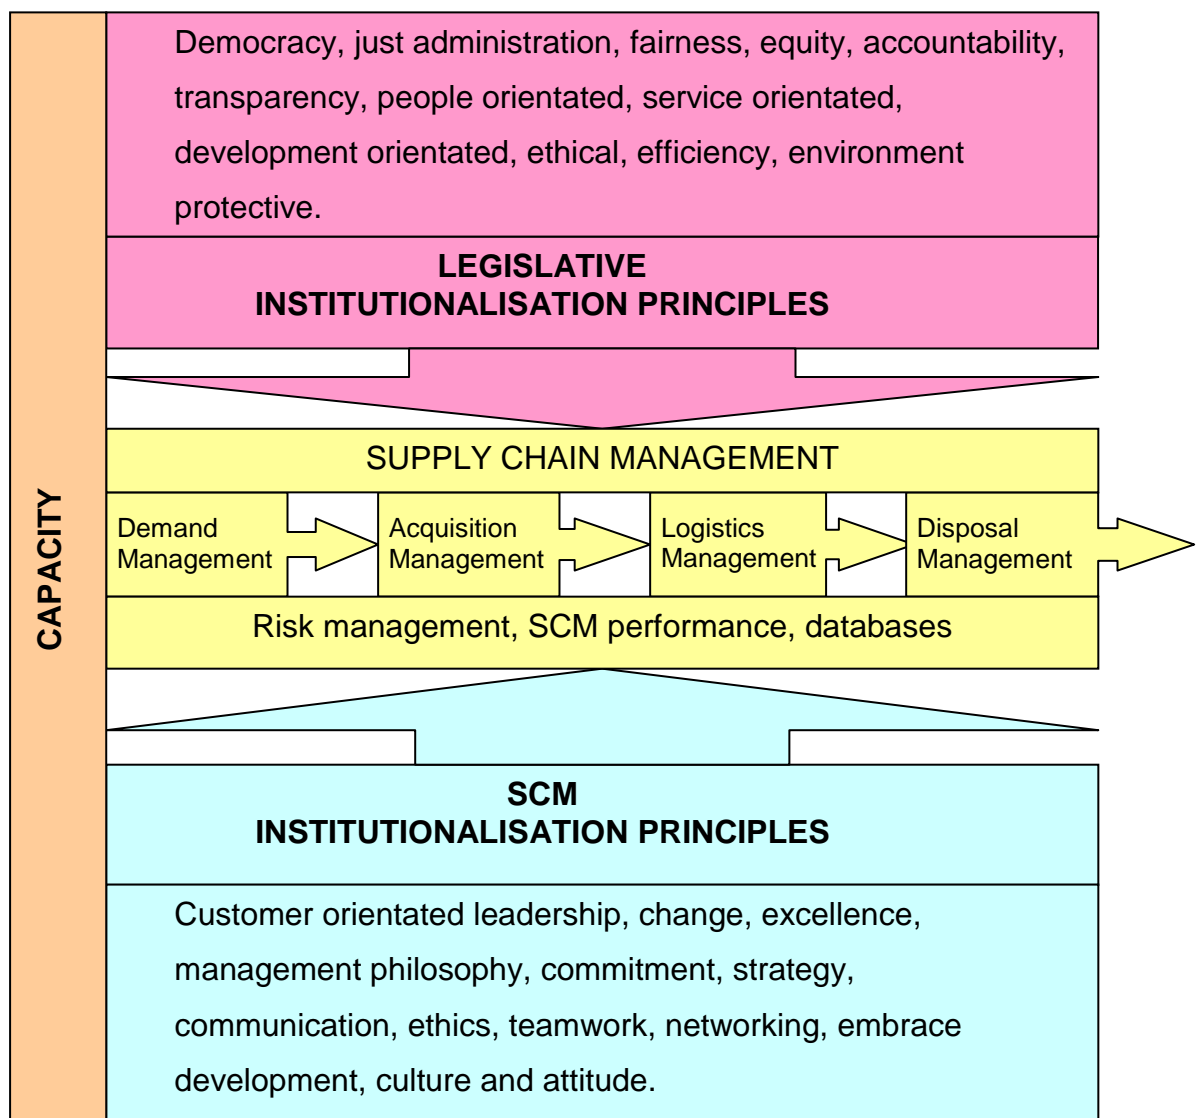 Democracy, just administration, fairness, equity, accountability,
transparency, people orientated, service orientated,
development orientated, ethical, efficiency, environment
protective.
LEGISLATIVE
INSTITUTIONALISATION PRINCIPLES
CAPACITY
SUPPLY CHAIN MANAGEMENT
Demand
Management
Acquisition
Management
Logistics
Management
Disposal
Management
Risk management, SCM performance, databases
SCM
INSTITUTIONALISATION PRINCIPLES
Customer orientated leadership, change, excellence,
management philosophy, commitment, strategy,
communication, ethics, teamwork, networking, embrace
development, culture and attitude.